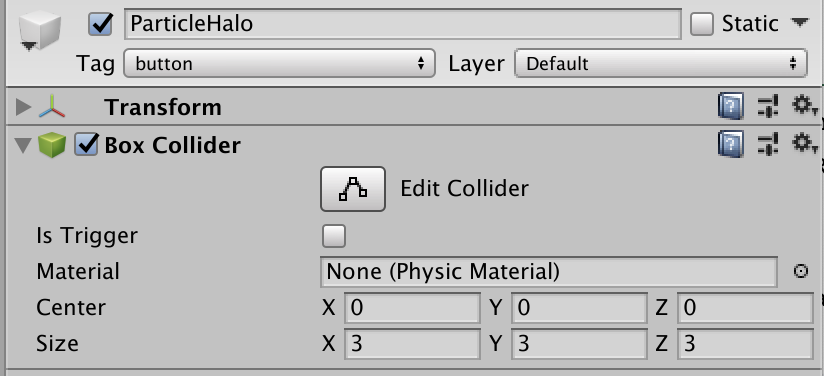 ParticleHalo Static
Tag button Layer Default
Transform
Box Collider
Edit Collider
Is Trigger
Material None (Physic Material)
Center X 0 Y 0 Z 0
Size X 3 Y 3 Z 3